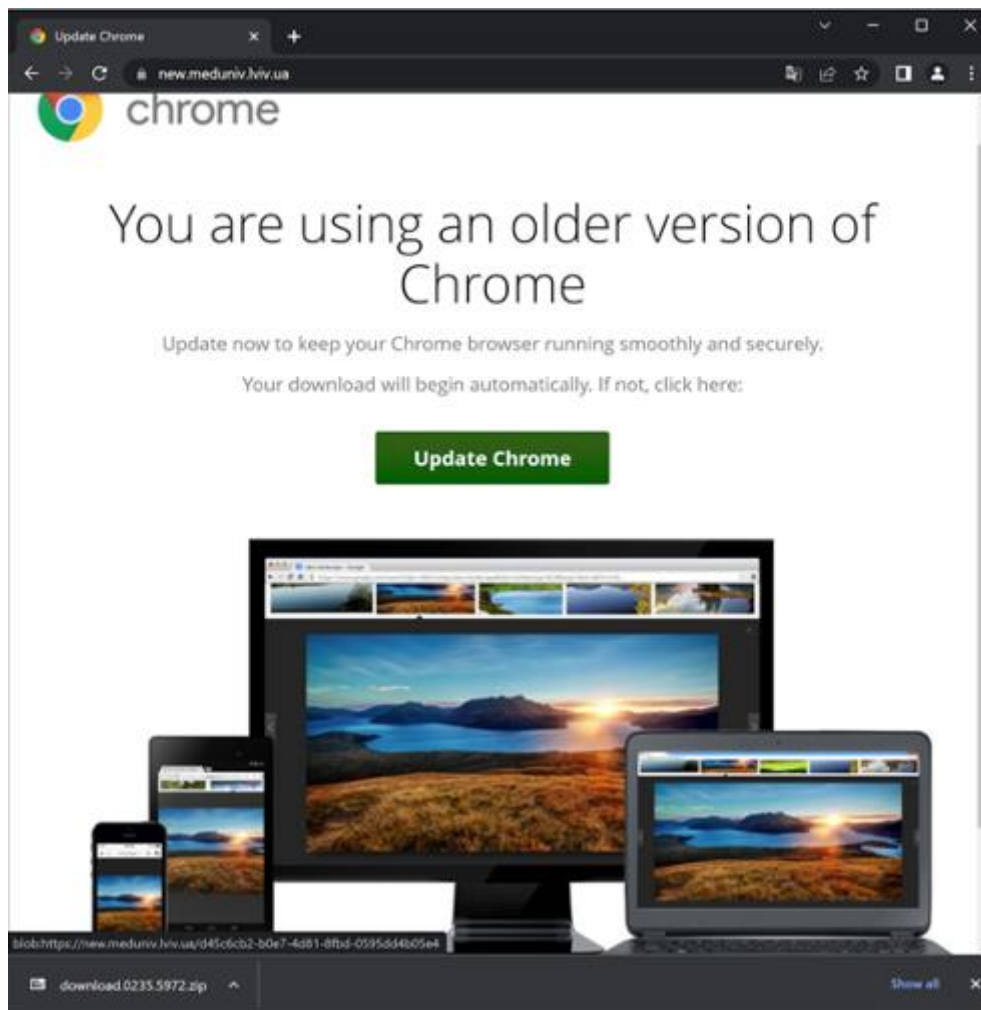 Update Chrome
new.meduniv.lviv.ua
chrome
You are using an older version of
Chrome
Update now to keep your Chrome browser running smoothly and securely.
Your download will begin automatically. If not, click here:
Update Chrome
blob:https://new.meduniv.lviv.ua/d45c6cb2-b0e7-4d81-8fbd-0595dd4b05e4
download.0235.5972.zip
Show all